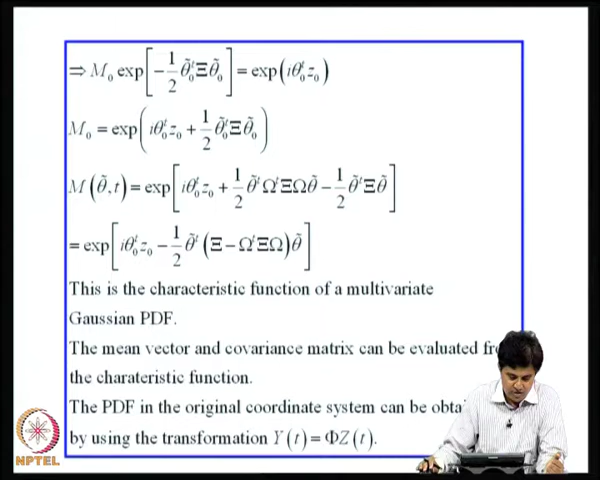 ⇒ M₀ exp[−1/2 θ̃₀ᵗ Ξ θ̃₀] = exp(iθ₀ᵗ z₀)
M₀ = exp(iθ₀ᵗ z₀ + 1/2 θ̃₀ᵗ Ξ θ̃₀)
M(θ̃,t) = exp[iθ₀ᵗ z₀ + 1/2 θ̃ᵗ Ωᵗ Ξ Ω θ̃ − 1/2 θ̃ᵗ Ξ θ̃]
= exp[iθ₀ᵗ z₀ − 1/2 θ̃ᵗ (Ξ − Ωᵗ Ξ Ω) θ̃]
This is the characteristic function of a multivariate
Gaussian PDF.
The mean vector and covariance matrix can be evaluated
the charateristic function.
The PDF in the original coordinate system can be
by using the transformation Y(t) = ΦZ(t).
NPTEL